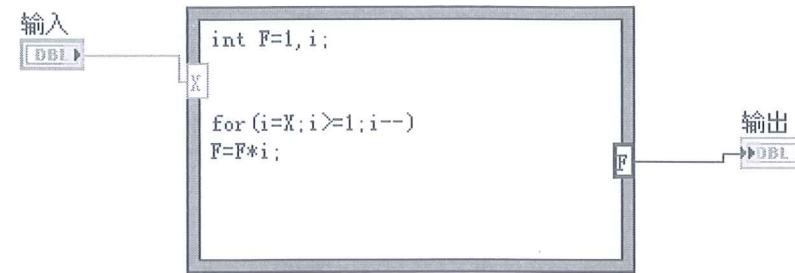 输入
DBL
X
int F=1,i;
for(i=X;i>=1;i--)
F=F*i;
F
输出
DBL